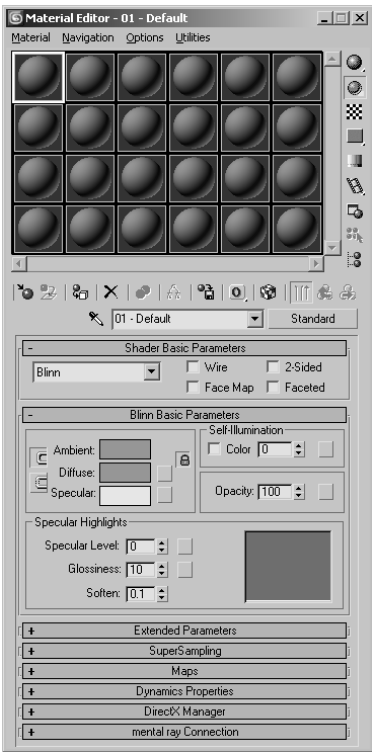 Material Editor - 01 - Default
Material Navigation Options Utilities
01 - Default Standard
- Shader Basic Parameters
Blinn Wire 2-Sided
Face Map Faceted
- Blinn Basic Parameters
Self-Illumination
Ambient: Color 0
Diffuse:
Specular: Opacity: 100
Specular Highlights
Specular Level: 0
Glossiness: 10
Soften: 0.1
+ Extended Parameters
+ SuperSampling
+ Maps
+ Dynamics Properties
+ DirectX Manager
+ mental ray Connection